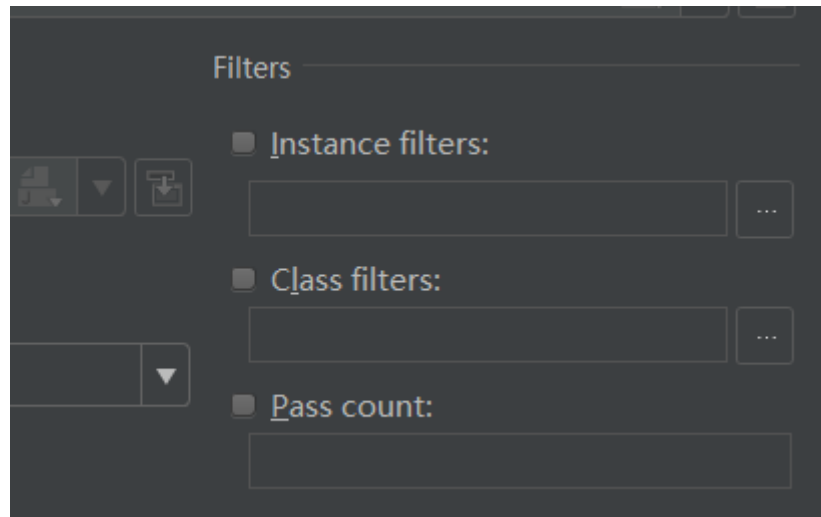 Filters
Instance filters:
...
Class filters:
...
Pass count: